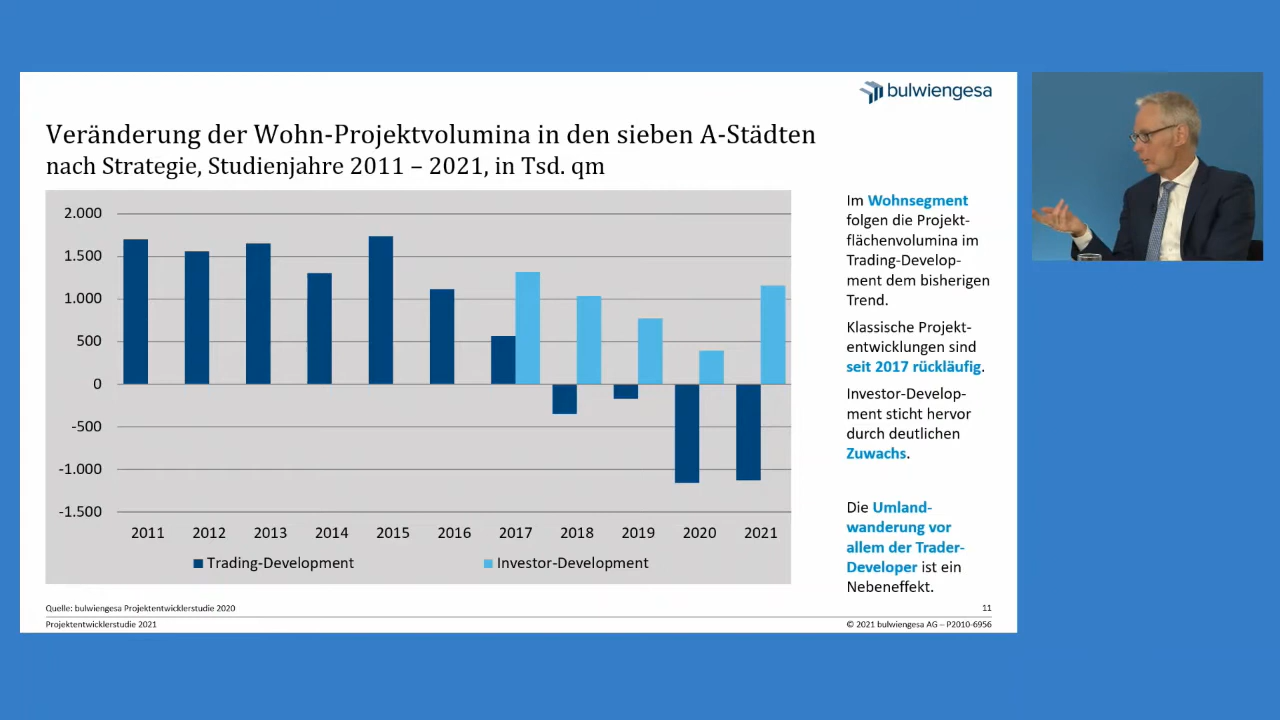 bulwiengesa
Veränderung der Wohn-Projektvolumina in den sieben A-Städten
nach Strategie, Studienjahre 2011 – 2021, in Tsd. qm
2.000
1.500
1.000
500
0
-500
-1.000
-1.500
2011 2012 2013 2014 2015 2016 2017 2018 2019 2020 2021
Trading-Development Investor-Development
Im Wohnsegment
folgen die Projekt-
flächenvolumina im
Trading-Develop-
ment dem bisherigen
Trend.
Klassische Projekt-
entwicklungen sind
seit 2017 rückläufig.
Investor-Develop-
ment sticht hervor
durch deutlichen
Zuwachs.
Die Umland-
wanderung vor
allem der Trader-
Developer ist ein
Nebeneffekt.
Quelle: bulwiengesa Projektentwicklerstudie 2020
11
Projektentwicklerstudie 2021
© 2021 bulwiengesa AG – P2010-6956